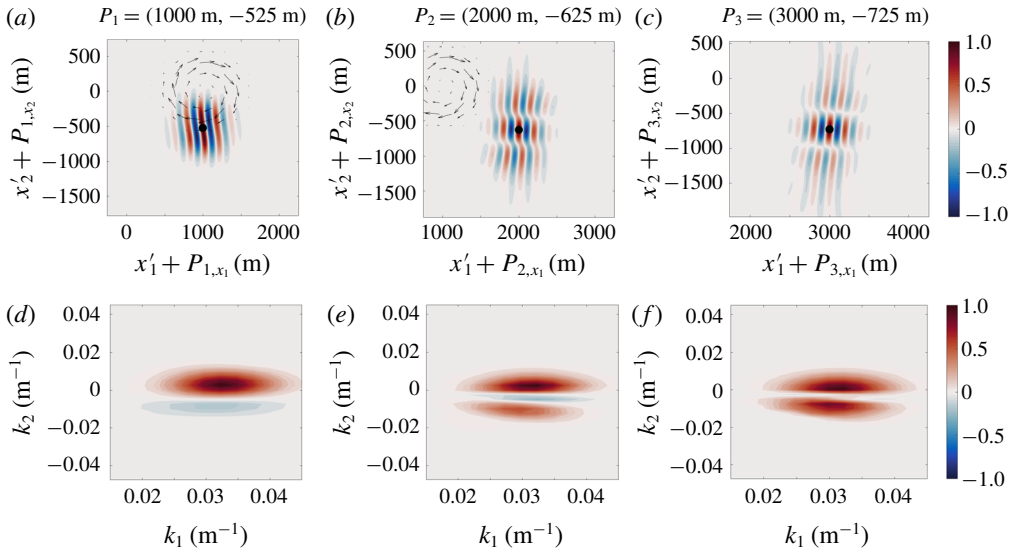 (a) P₁ = (1000 m, −525 m) (b) P₂ = (2000 m, −625 m) (c) P₃ = (3000 m, −725 m)
500 500 500 1.0
0 0 0 0.5
−500 −500 −500 0
−1000 −1000 −1000 −0.5
−1500 −1500 −1500 −1.0
x′₂ + P₁,ₓ₂ (m) x′₂ + P₂,ₓ₂ (m) x′₂ + P₃,ₓ₂ (m)
0 1000 2000 1000 2000 3000 2000 3000 4000
x′₁ + P₁,ₓ₁ (m) x′₁ + P₂,ₓ₁ (m) x′₁ + P₃,ₓ₁ (m)
(d) (e) (f)
0.04 0.04 0.04 1.0
0.02 0.02 0.02 0.5
0 0 0 0
−0.02 −0.02 −0.02 −0.5
−0.04 −0.04 −0.04 −1.0
k₂ (m⁻¹) k₂ (m⁻¹) k₂ (m⁻¹)
0.02 0.03 0.04 0.02 0.03 0.04 0.02 0.03 0.04
k₁ (m⁻¹) k₁ (m⁻¹) k₁ (m⁻¹)